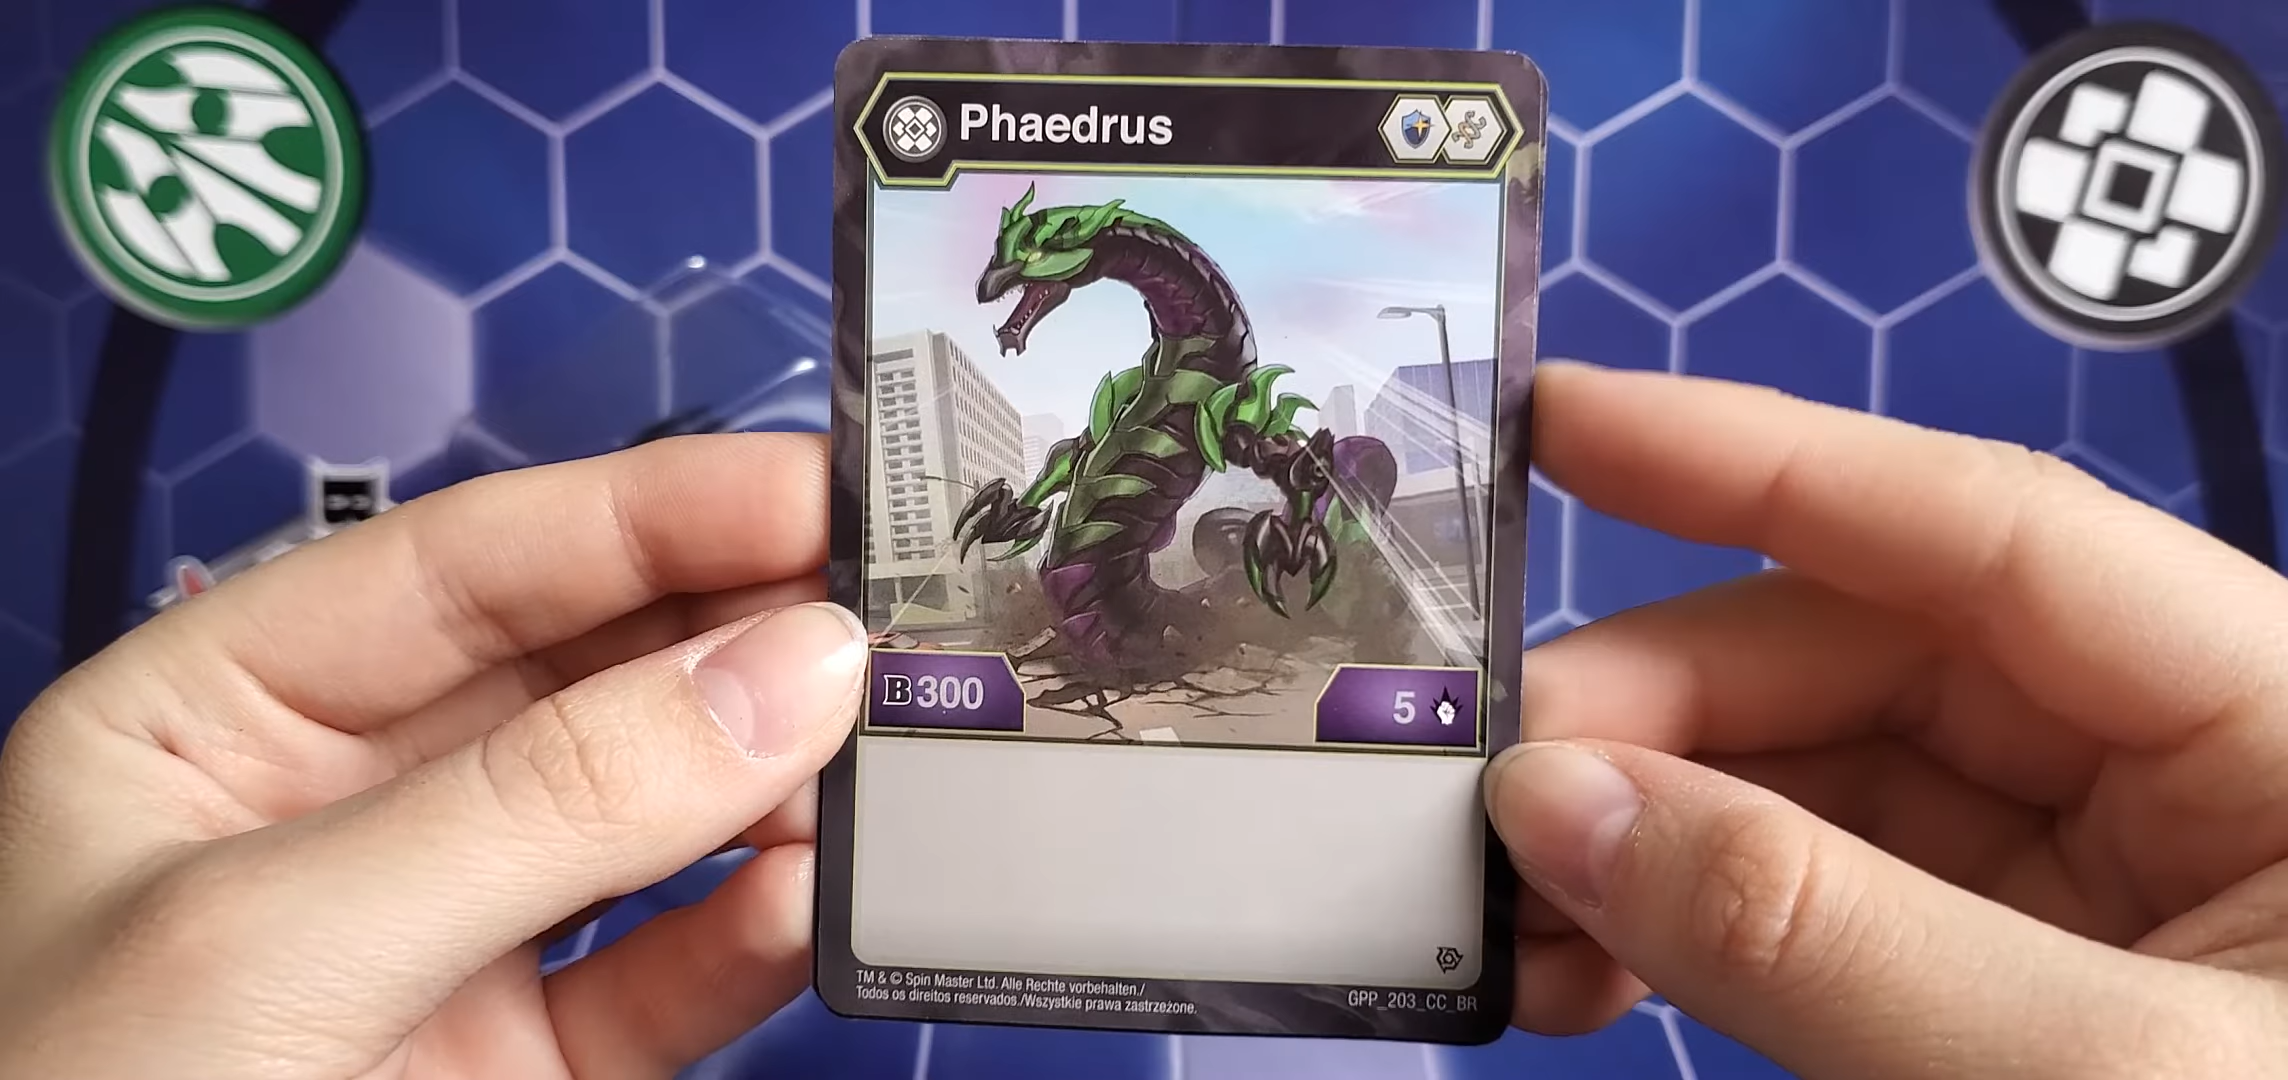 Phaedrus
B300
5
TM & © Spin Master Ltd. Alle Rechte vorbehalten./
Todos os direitos reservados./Wszystkie prawa zastrzeżone.
GPP_203_CC_BR